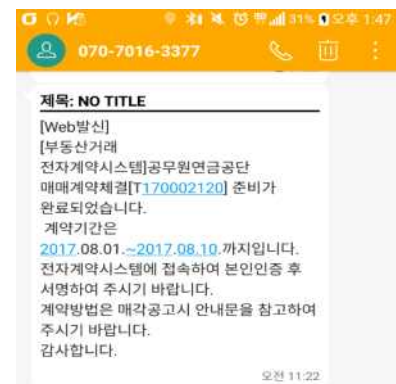 31% 오후 1:47
070-7016-3377
제목: NO TITLE
[Web발신]
[부동산거래
전자계약시스템]공무원연금공단
매매계약체결[T170002120] 준비가
완료되었습니다.
계약기간은
2017.08.01.~2017.08.10.까지입니다.
전자계약시스템에 접속하여 본인인증 후
서명하여 주시기 바랍니다.
계약방법은 매각공고시 안내문을 참고하여
주시기 바랍니다.
감사합니다.
오전 11:22